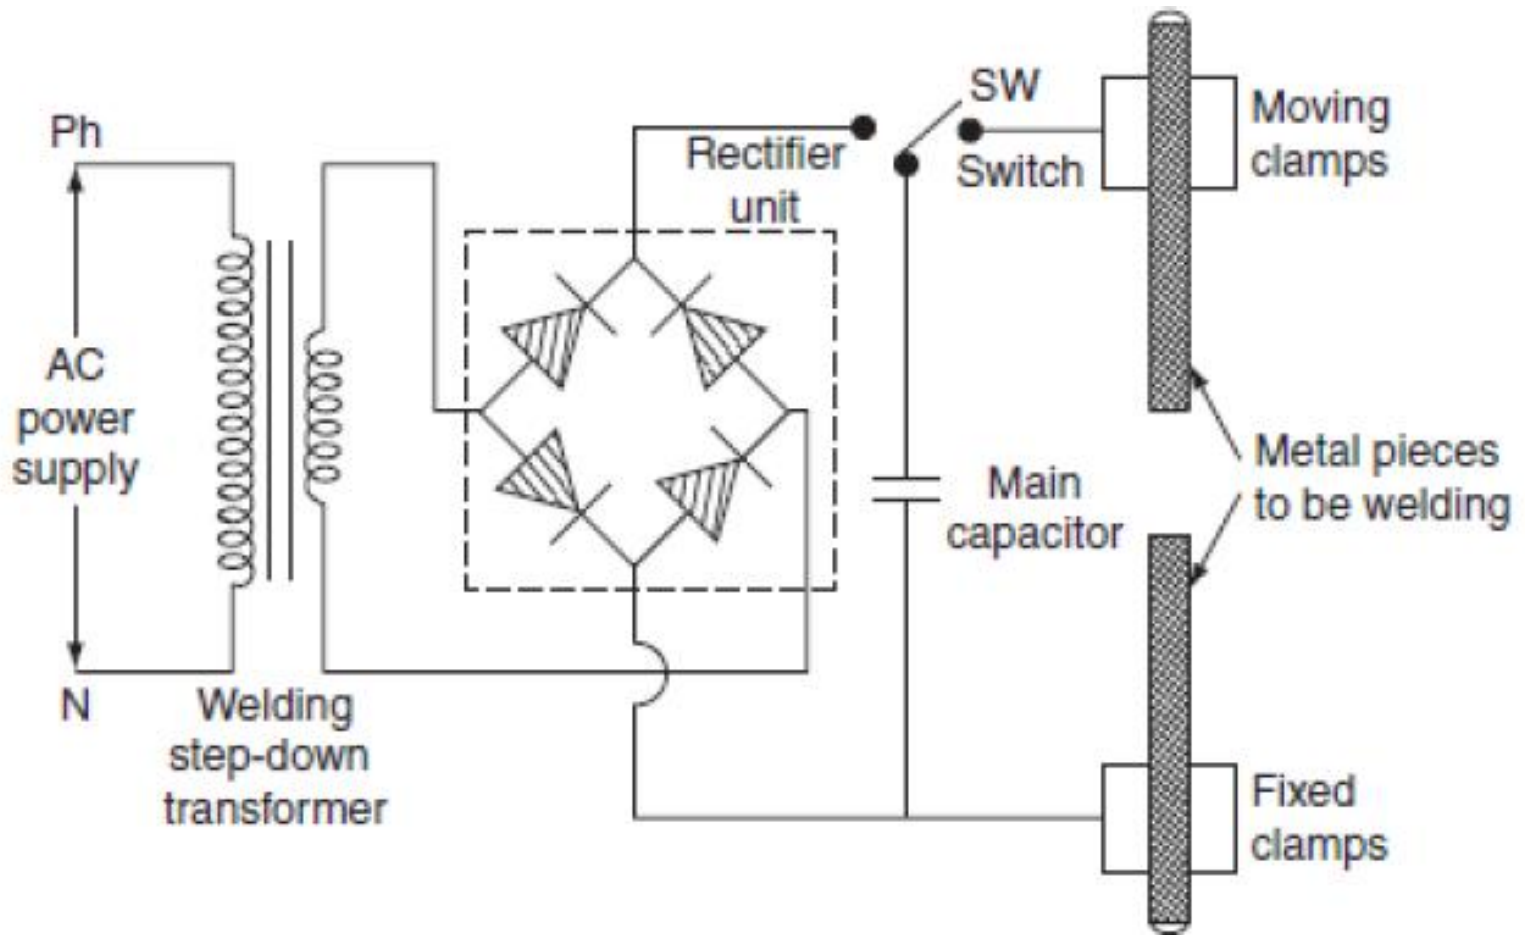 Ph
AC
power
supply
N
Welding
step-down
transformer
Rectifier
unit
SW
Switch
Main
capacitor
Moving
clamps
Metal pieces
to be welding
Fixed
clamps